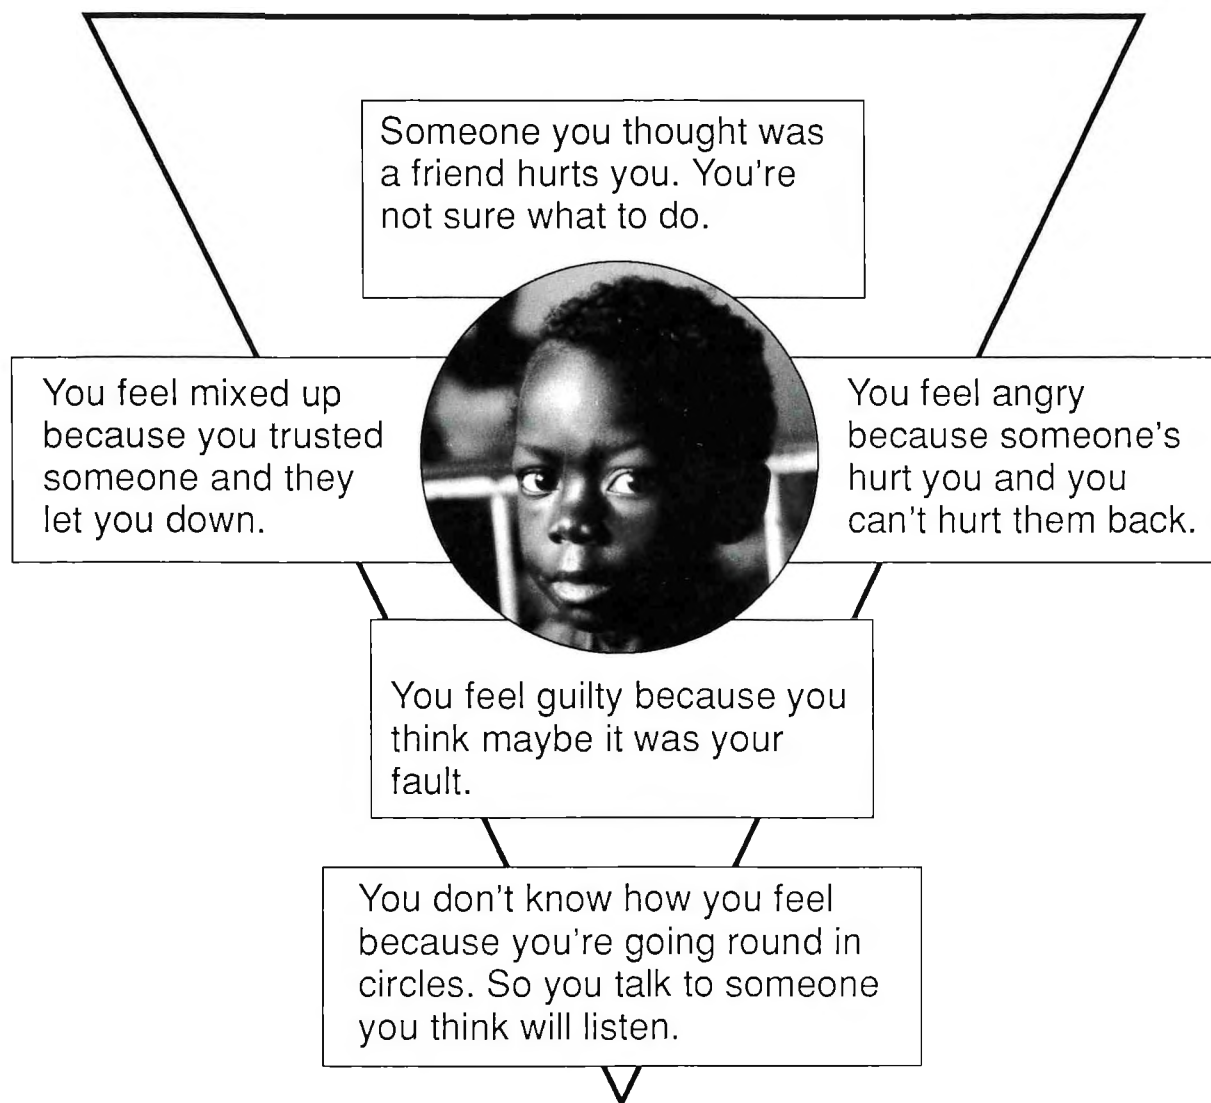 Someone you thought was
a friend hurts you. You're
not sure what to do.
You feel mixed up
because you trusted
someone and they
let you down.
You feel angry
because someone's
hurt you and you
can't hurt them back.
You feel guilty because you
think maybe it was your
fault.
You don't know how you feel
because you're going round in
circles. So you talk to someone
you think will listen.